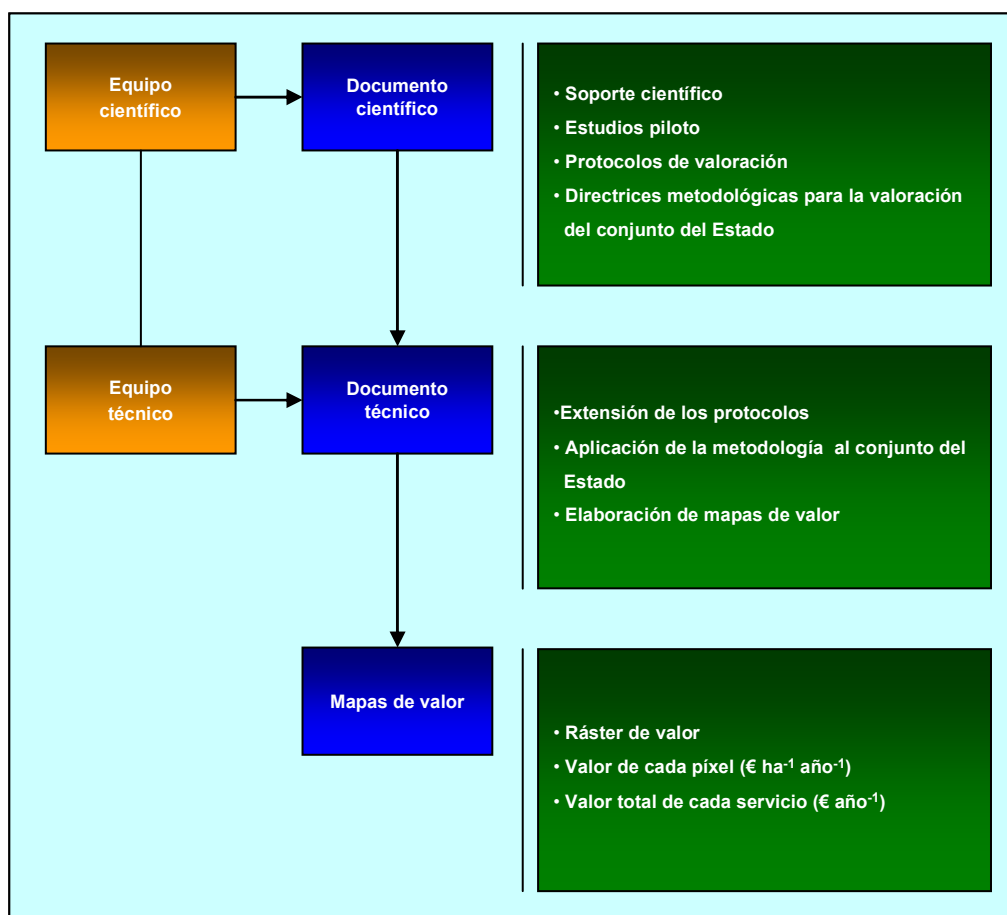 Equipo
científico
Documento
científico
• Soporte científico
• Estudios piloto
• Protocolos de valoración
• Directrices metodológicas para la valoración
del conjunto del Estado
Equipo
técnico
Documento
técnico
•Extensión de los protocolos
• Aplicación de la metodología  al conjunto del
Estado
• Elaboración de mapas de valor
Mapas de valor
• Ráster de valor
• Valor de cada píxel (€ ha⁻¹ año⁻¹)
• Valor total de cada servicio (€ año⁻¹)